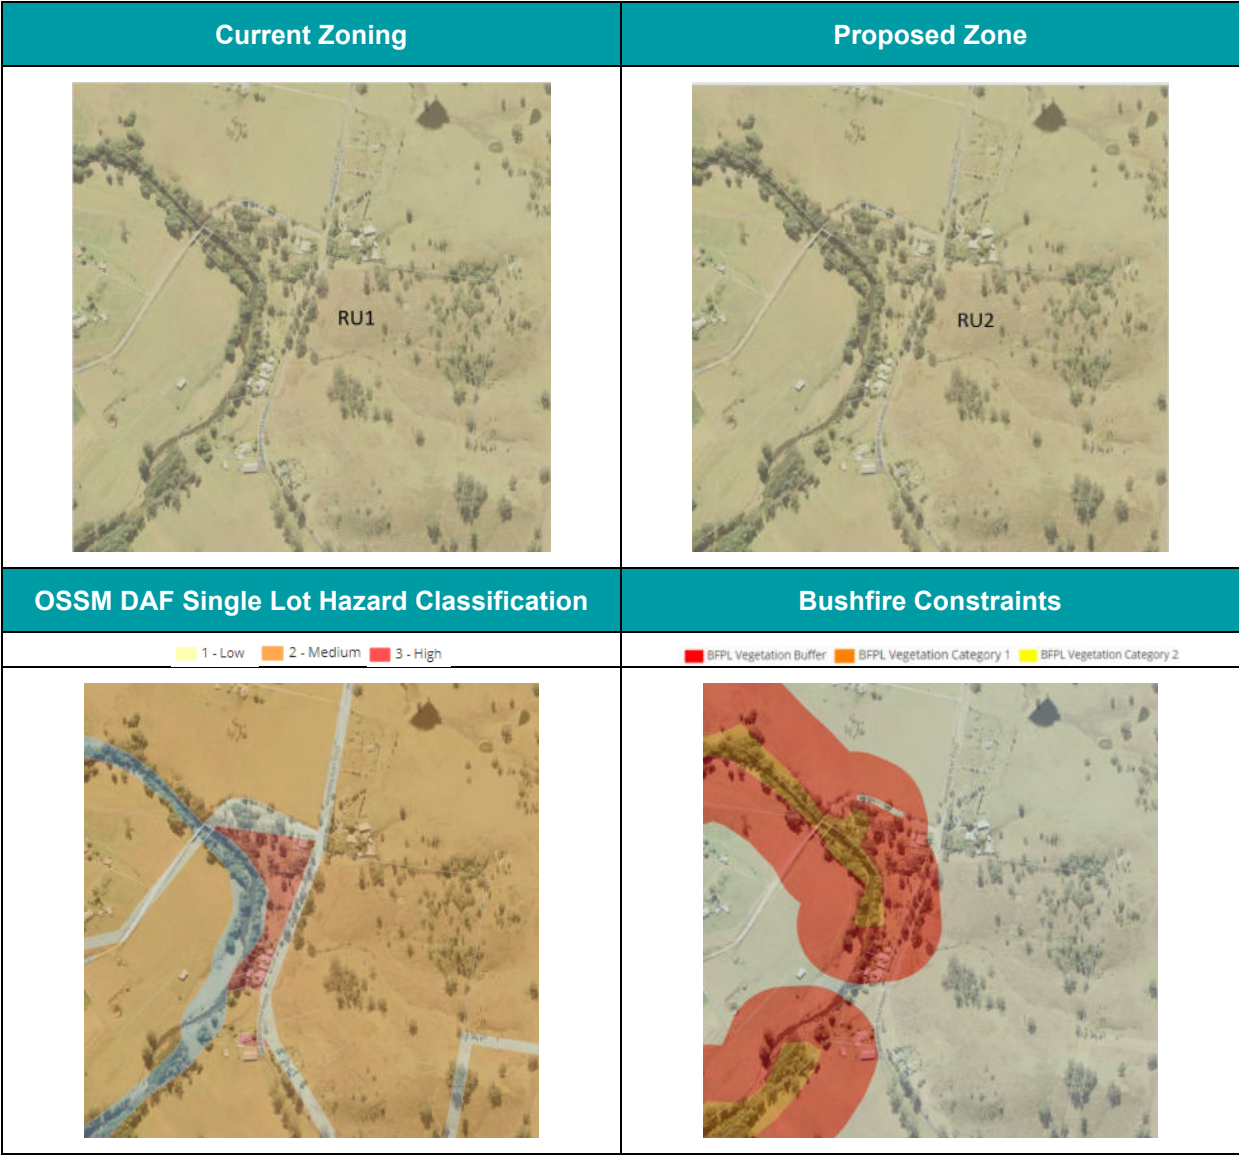 Current Zoning
Proposed Zone
RU1
RU2
OSSM DAF Single Lot Hazard Classification
Bushfire Constraints
1 - Low 2 - Medium 3 - High
BFPL Vegetation Buffer BFPL Vegetation Category 1 BFPL Vegetation Category 2